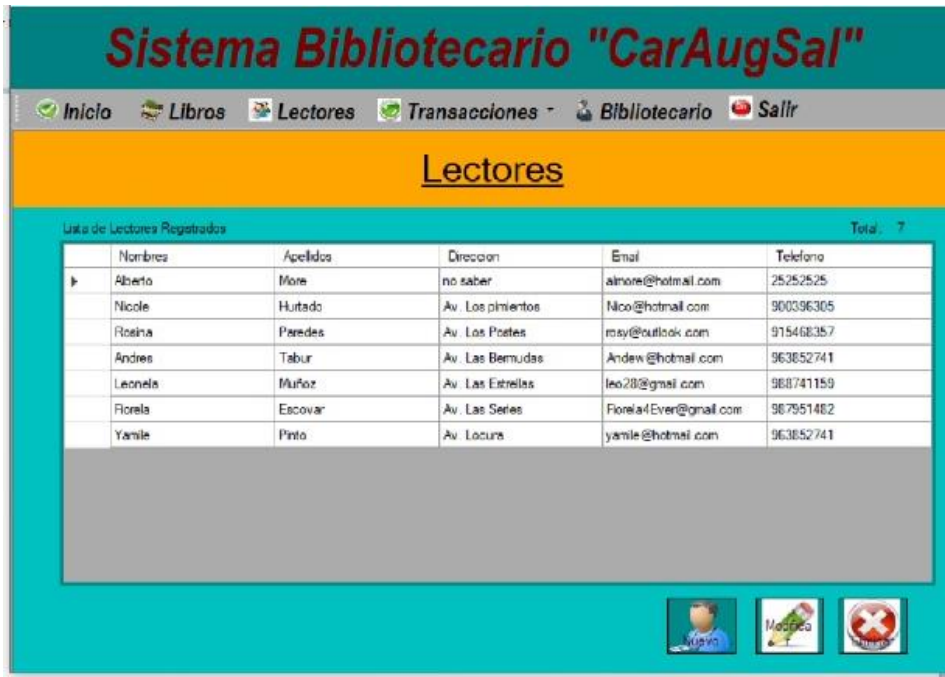 Sistema Bibliotecario "CarAugSal"
Inicio Libros Lectores Transacciones Bibliotecario Salir
Lectores
Lista de Lectores Registrados Total: 7
Nombres Apellidos Direccion Email Telefono
Alberto More no saber almore@hotmail.com 25252525
Nicole Hurtado Av. Los pimientos Nico@hotmail.com 900396305
Rosina Paredes Av. Los Postes rosy@outlook.com 915468357
Andres Tabur Av. Las Bermudas Andew@hotmail.com 963852741
Leonela Muñoz Av. Las Estrellas leo28@gmail.com 988741159
Fiorela Escovar Av. Las Series Fiorela4Ever@gmail.com 987951482
Yamile Pinto Av. Locura yamile@hotmail.com 963852741
Nuevo Modifica
r